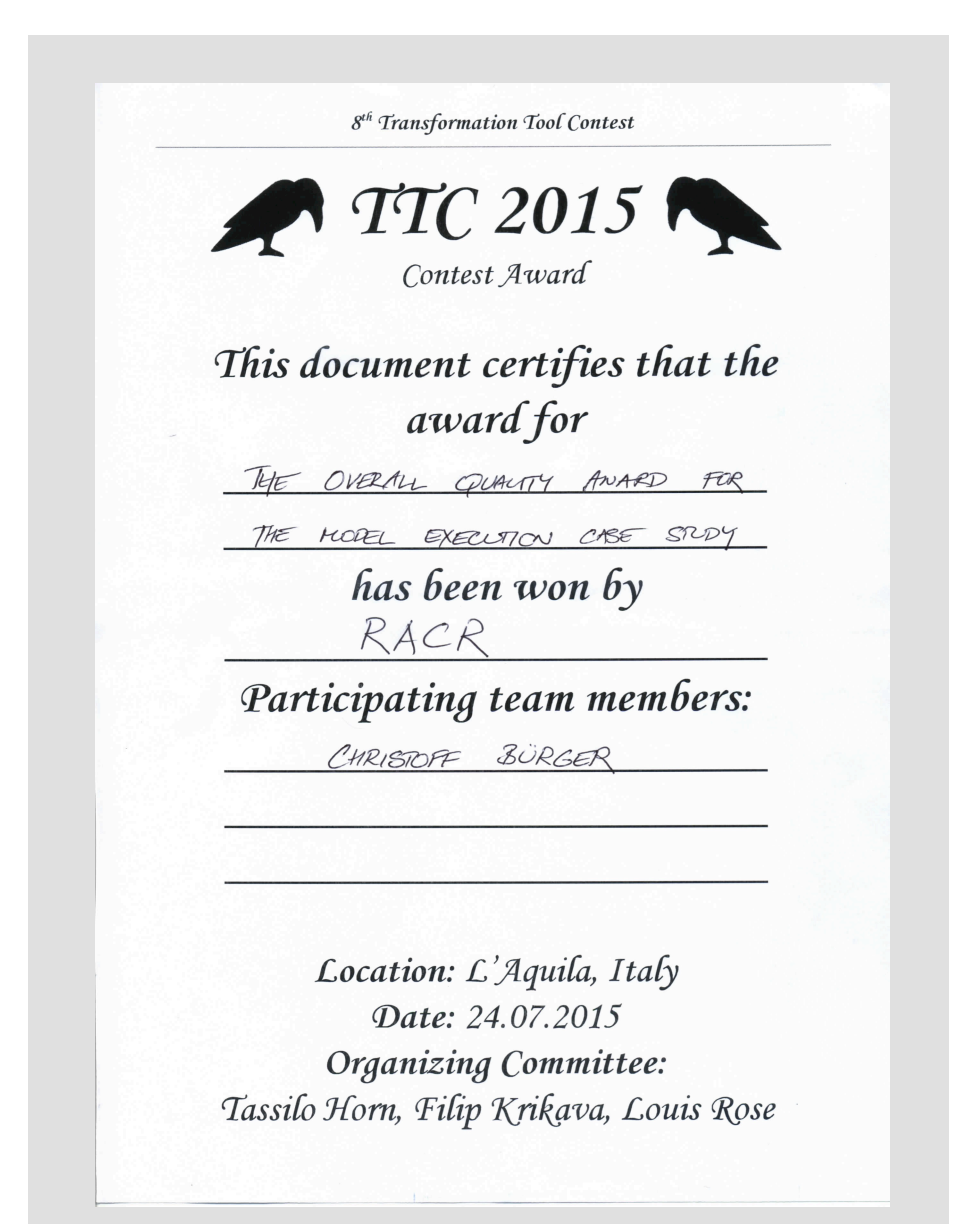 8th Transformation Tool Contest
TTC 2015
Contest Award
This document certifies that the
award for
THE OVERALL QUALITY AWARD FOR
THE MODEL EXECUTION CASE STUDY
has been won by
RACR
Participating team members:
CHRISTOFF BÜRGER
Location: L'Aquila, Italy
Date: 24.07.2015
Organizing Committee:
Tassilo Horn, Filip Krikava, Louis Rose